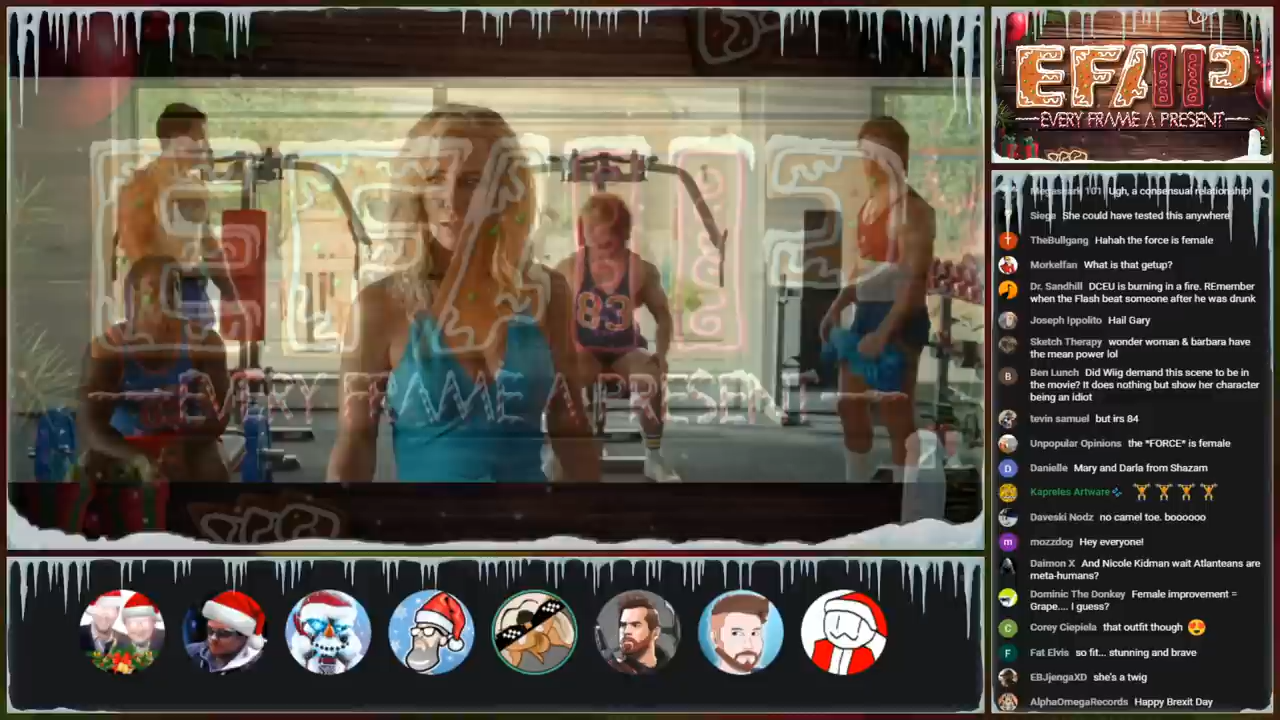 EFAP
EVERY FRAME A PRESENT
83
EFAP
EVERY FRAME A PRESENT
Megashark 101 Ugh, a consensual relationship!
Siege She could have tested this anywhere
TheBullgang Hahah the force is female
Morkelfan What is that getup?
Dr. Sandhill DCEU is burning in a fire. REmember
when the Flash beat someone after he was drunk
Joseph Ippolito Hail Gary
Sketch Therapy wonder woman & barbara have
the mean power lol
Ben Lunch Did Wiig demand this scene to be in
the movie? It does nothing but show her character
being an idiot
tevin samuel but irs 84
Unpopular Opinions the *FORCE* is female
D Danielle Mary and Darla from Shazam
Kapreles Artware
Daveski Nodz no camel toe. boooooo
m mozzdog Hey everyone!
Daimon X And Nicole Kidman wait Atlanteans are
meta-humans?
Dominic The Donkey Female improvement =
Grape.... I guess?
C Corey Ciepiela that outfit though 😍
F Fat Elvis so fit... stunning and brave
EBJjengaXD she's a twig
AlphaOmegaRecords Happy Brexit Day